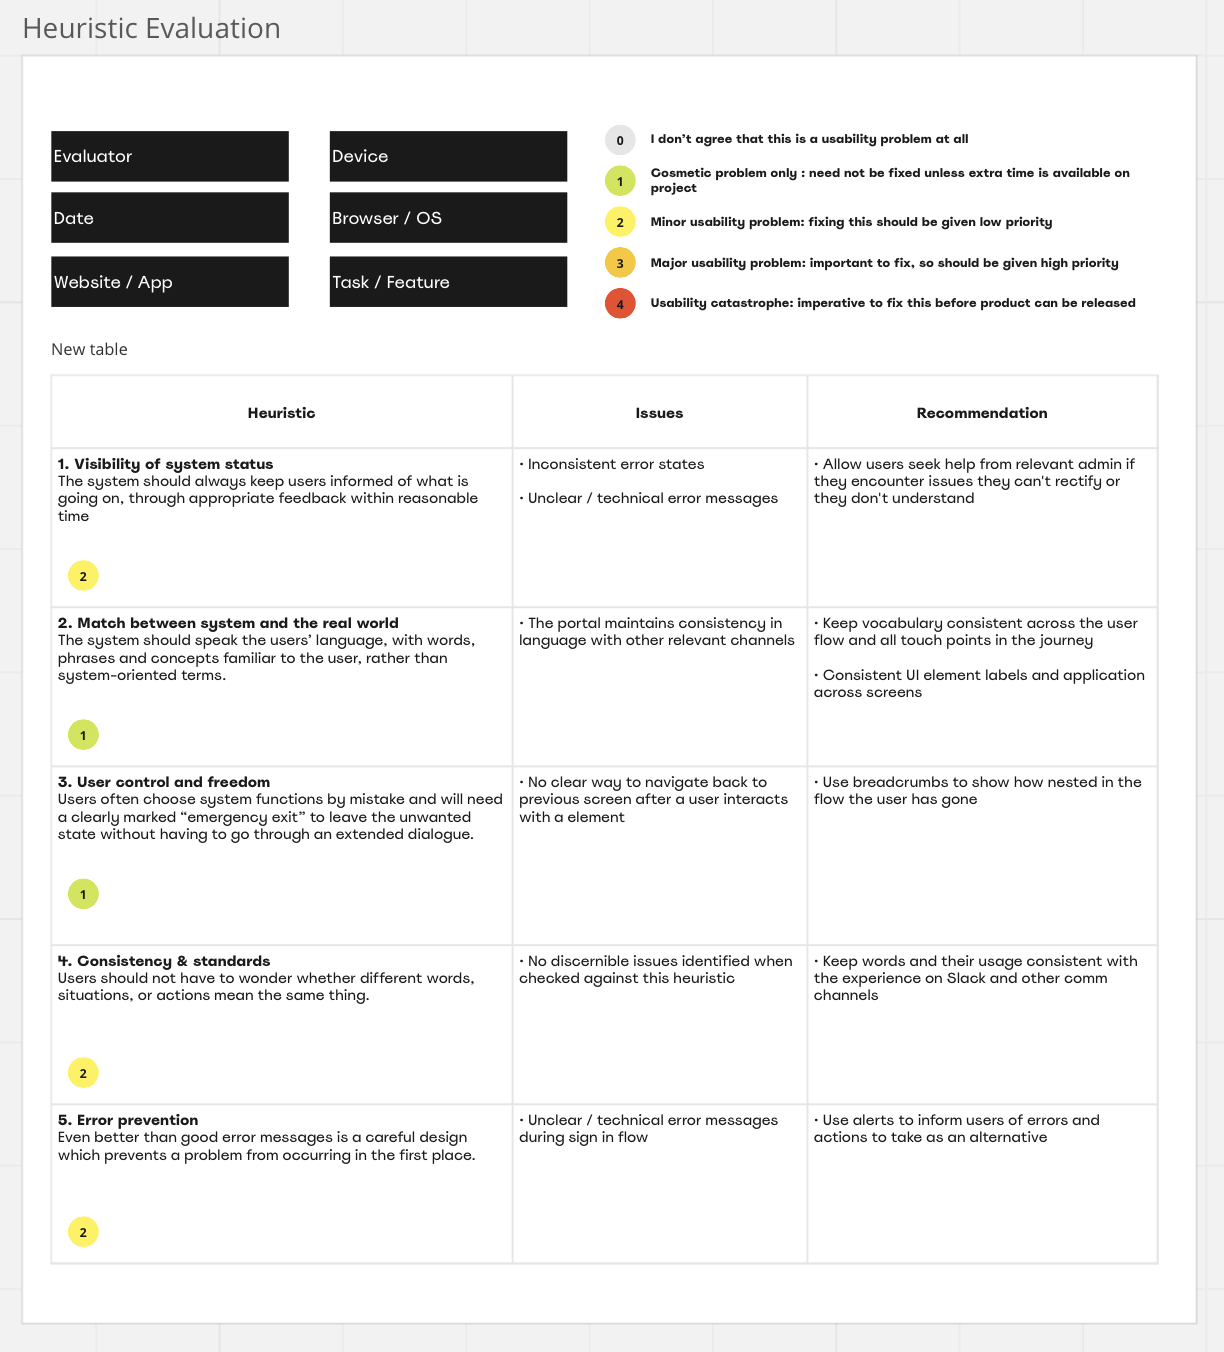 Heuristic Evaluation
Evaluator
Device
Date
Browser / OS
Website / App
Task / Feature
0
I don't agree that this is a usability problem at all
1
Cosmetic problem only : need not be fixed unless extra time is available on
project
2
Minor usability problem: fixing this should be given low priority
3
Major usability problem: important to fix, so should be given high priority
4
Usability catastrophe: imperative to fix this before product can be released
New table
Heuristic
Issues
Recommendation
1. Visibility of system status
The system should always keep users informed of what is
going on, through appropriate feedback within reasonable
time
2
· Inconsistent error states
· Unclear / technical error messages
· Allow users seek help from relevant admin if
they encounter issues they can't rectify or
they don't understand
2. Match between system and the real world
The system should speak the users’ language, with words,
phrases and concepts familiar to the user, rather than
system-oriented terms.
1
· The portal maintains consistency in
language with other relevant channels
· Keep vocabulary consistent across the user
flow and all touch points in the journey
· Consistent UI element labels and application
across screens
3. User control and freedom
Users often choose system functions by mistake and will need
a clearly marked “emergency exit” to leave the unwanted
state without having to go through an extended dialogue.
1
· No clear way to navigate back to
previous screen after a user interacts
with a element
· Use breadcrumbs to show how nested in the
flow the user has gone
4. Consistency & standards
Users should not have to wonder whether different words,
situations, or actions mean the same thing.
2
· No discernible issues identified when
checked against this heuristic
· Keep words and their usage consistent with
the experience on Slack and other comm
channels
5. Error prevention
Even better than good error messages is a careful design
which prevents a problem from occurring in the first place.
2
· Unclear / technical error messages
during sign in flow
· Use alerts to inform users of errors and
actions to take as an alternative